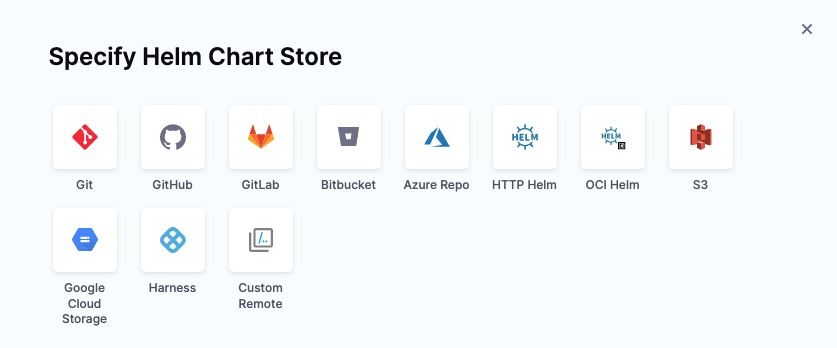 Specify Helm Chart Store
HELM
HELM
Git
GitHub
GitLab
Bitbucket
Azure Repo
HTTP Helm
OCI Helm
S3
/..
Google
Cloud
Storage
Harness
Custom
Remote